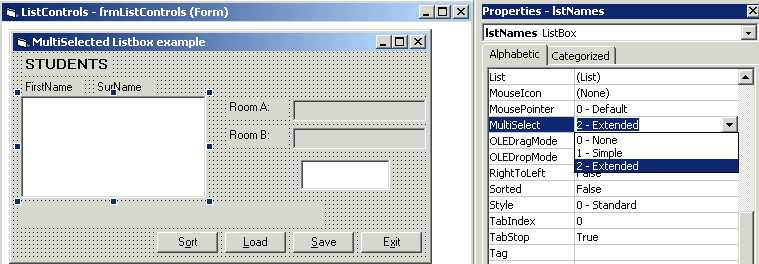 ListControls - frmListControls (Form)
MultiSelected Listbox example
STUDENTS
FirstName SurName
Room A:
Room B:
Sort Load Save Exit
Properties - lstNames
lstNames ListBox
Alphabetic Categorized
List (List)
MouseIcon (None)
MousePointer 0 - Default
MultiSelect 2 - Extended
OLEDragMode 0 - None
OLEDropMode 1 - Simple
2 - Extended
RightToLeft False
Sorted False
Style 0 - Standard
TabIndex 0
TabStop True
Tag